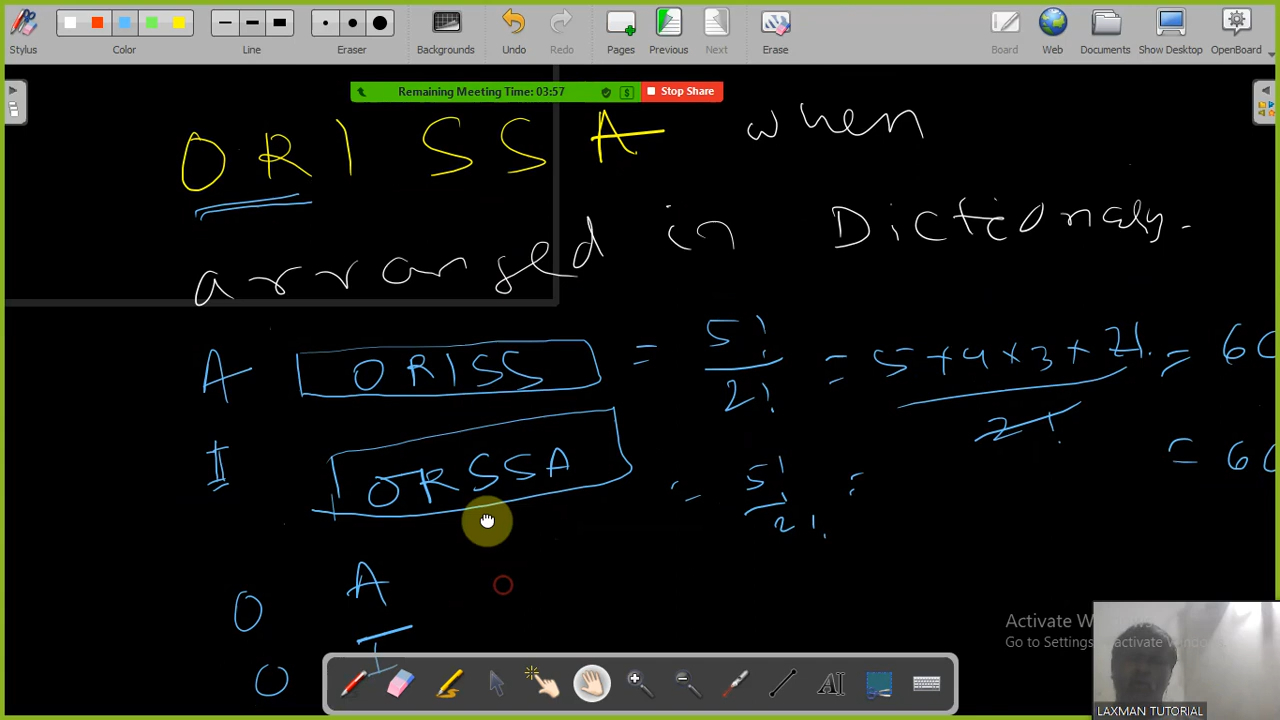 Stylus
Color
Line
Eraser
Backgrounds
Undo
Redo
Pages
Previous
Next
Erase
Board
Web
Documents
Show Desktop
OpenBoard
Remaining Meeting Time: 03:57
Stop Share
ORISSA when
arranged in Dictionary.
A ORISS = 5!/2! = 5 + 4 × 3 × 2!/2! = 60
I ORSSA = 5!/2! = = 60
O A
O I
Activate W
Go to Settings activate Windows
LAXMAN TUTORIAL